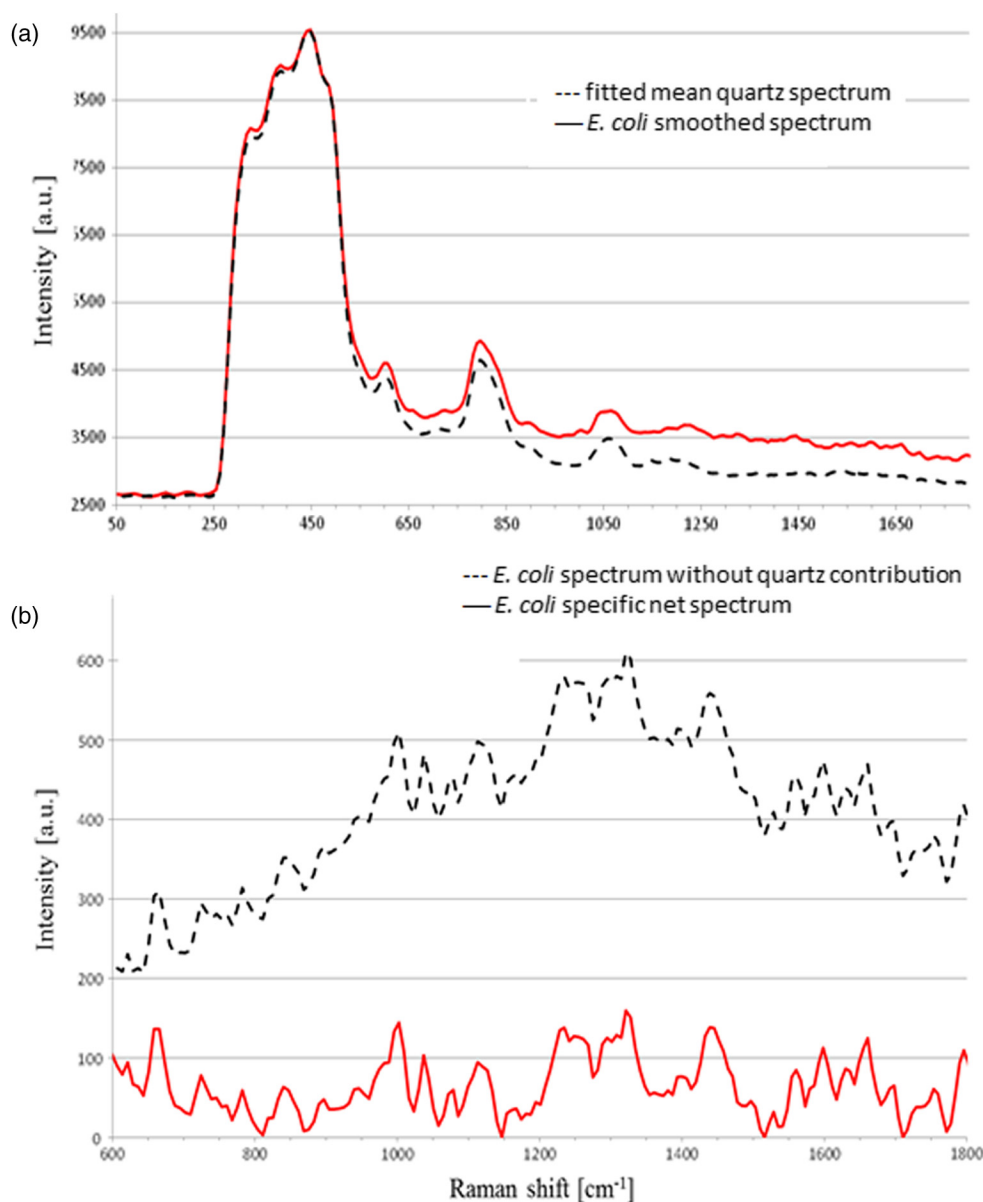 (a)
9500
8500
7500
6500
5500
4500
3500
2500
Intensity [a.u.]
--- fitted mean quartz spectrum
— E. coli smoothed spectrum
50 250 450 650 850 1050 1250 1450 1650
--- E. coli spectrum without quartz contribution
— E. coli specific net spectrum
(b)
600
500
400
300
200
100
0
Intensity [a.u.]
600 800 1000 1200 1400 1600 1800
Raman shift [cm⁻¹]